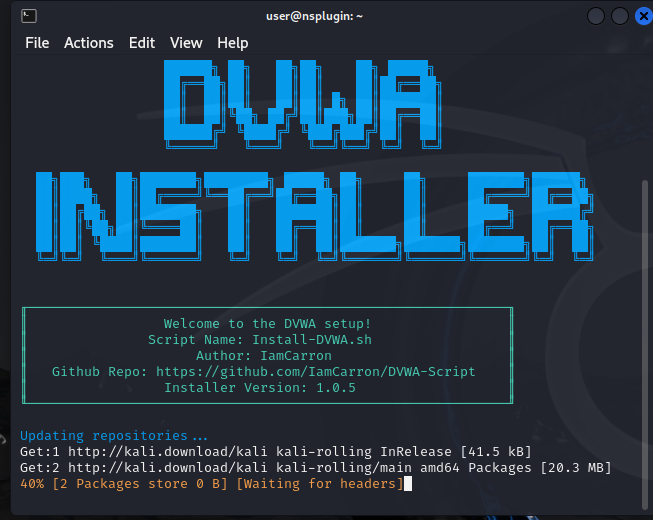 user@nsplugin: ~
File Actions Edit View Help
DVWA
INSTALLER
Welcome to the DVWA setup!
Script Name: Install-DVWA.sh
Author: IamCarron
Github Repo: https://github.com/IamCarron/DVWA-Script
Installer Version: 1.0.5
Updating repositories...
Get:1 http://kali.download/kali kali-rolling InRelease [41.5 kB]
Get:2 http://kali.download/kali kali-rolling/main amd64 Packages [20.3 MB]
40% [2 Packages store 0 B] [Waiting for headers]